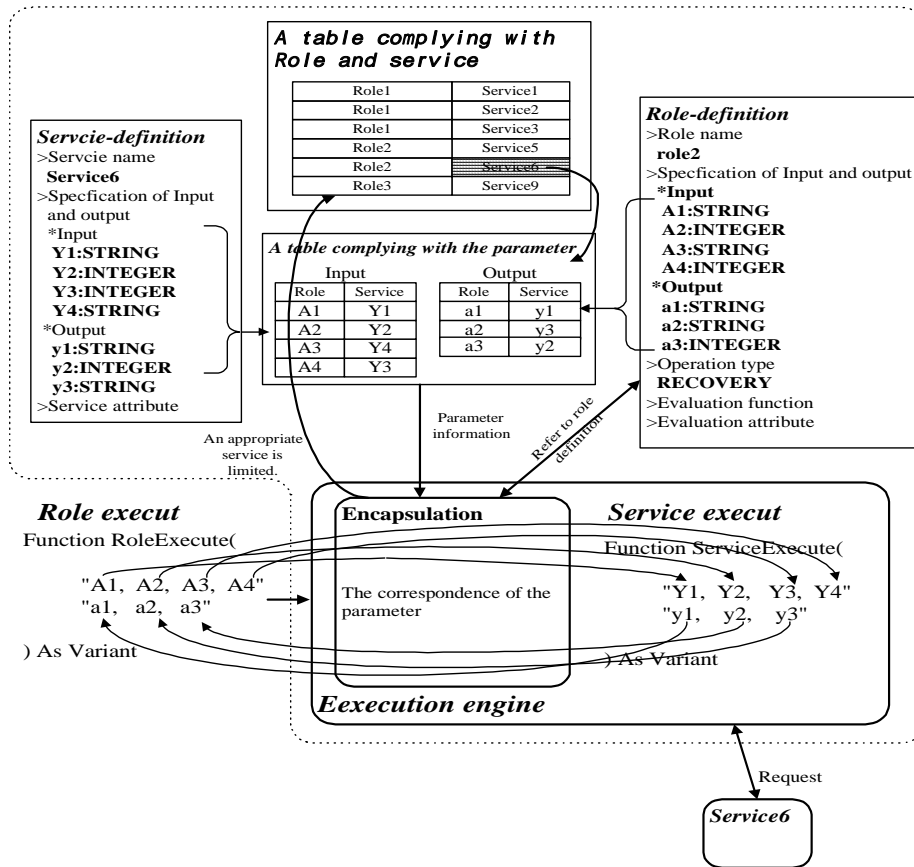 A table complying with
Role and service
Role1 Service1
Role1 Service2
Role1 Service3
Role2 Service5
Role2 Service6
Role3 Service9
Servcie-definition
>Servcie name
Service6
>Specfication of Input
and output
*Input
Y1:STRING
Y2:INTEGER
Y3:INTEGER
Y4:STRING
*Output
y1:STRING
y2:INTEGER
y3:STRING
>Service attribute
A table complying with the parameter
Input
Role Service
A1 Y1
A2 Y2
A3 Y4
A4 Y3
Output
Role Service
a1 y1
a2 y3
a3 y2
Role-definition
>Role name
role2
>Specfication of Input and output
*Input
A1:STRING
A2:INTEGER
A3:STRING
A4:INTEGER
*Output
a1:STRING
a2:STRING
a3:INTEGER
>Operation type
RECOVERY
>Evaluation function
>Evaluation attribute
An appropriate
service is
limited.
Parameter
information
Refer to role
definition
Role execut
Function RoleExecute(
"A1, A2, A3, A4"
"a1, a2, a3"
) As Variant
Encapsulation
The correspondence of the
parameter
Service execut
Function ServiceExecute(
"Y1, Y2, Y3, Y4"
"y1, y2, y3"
) As Variant
Eexecution engine
Request
Service6